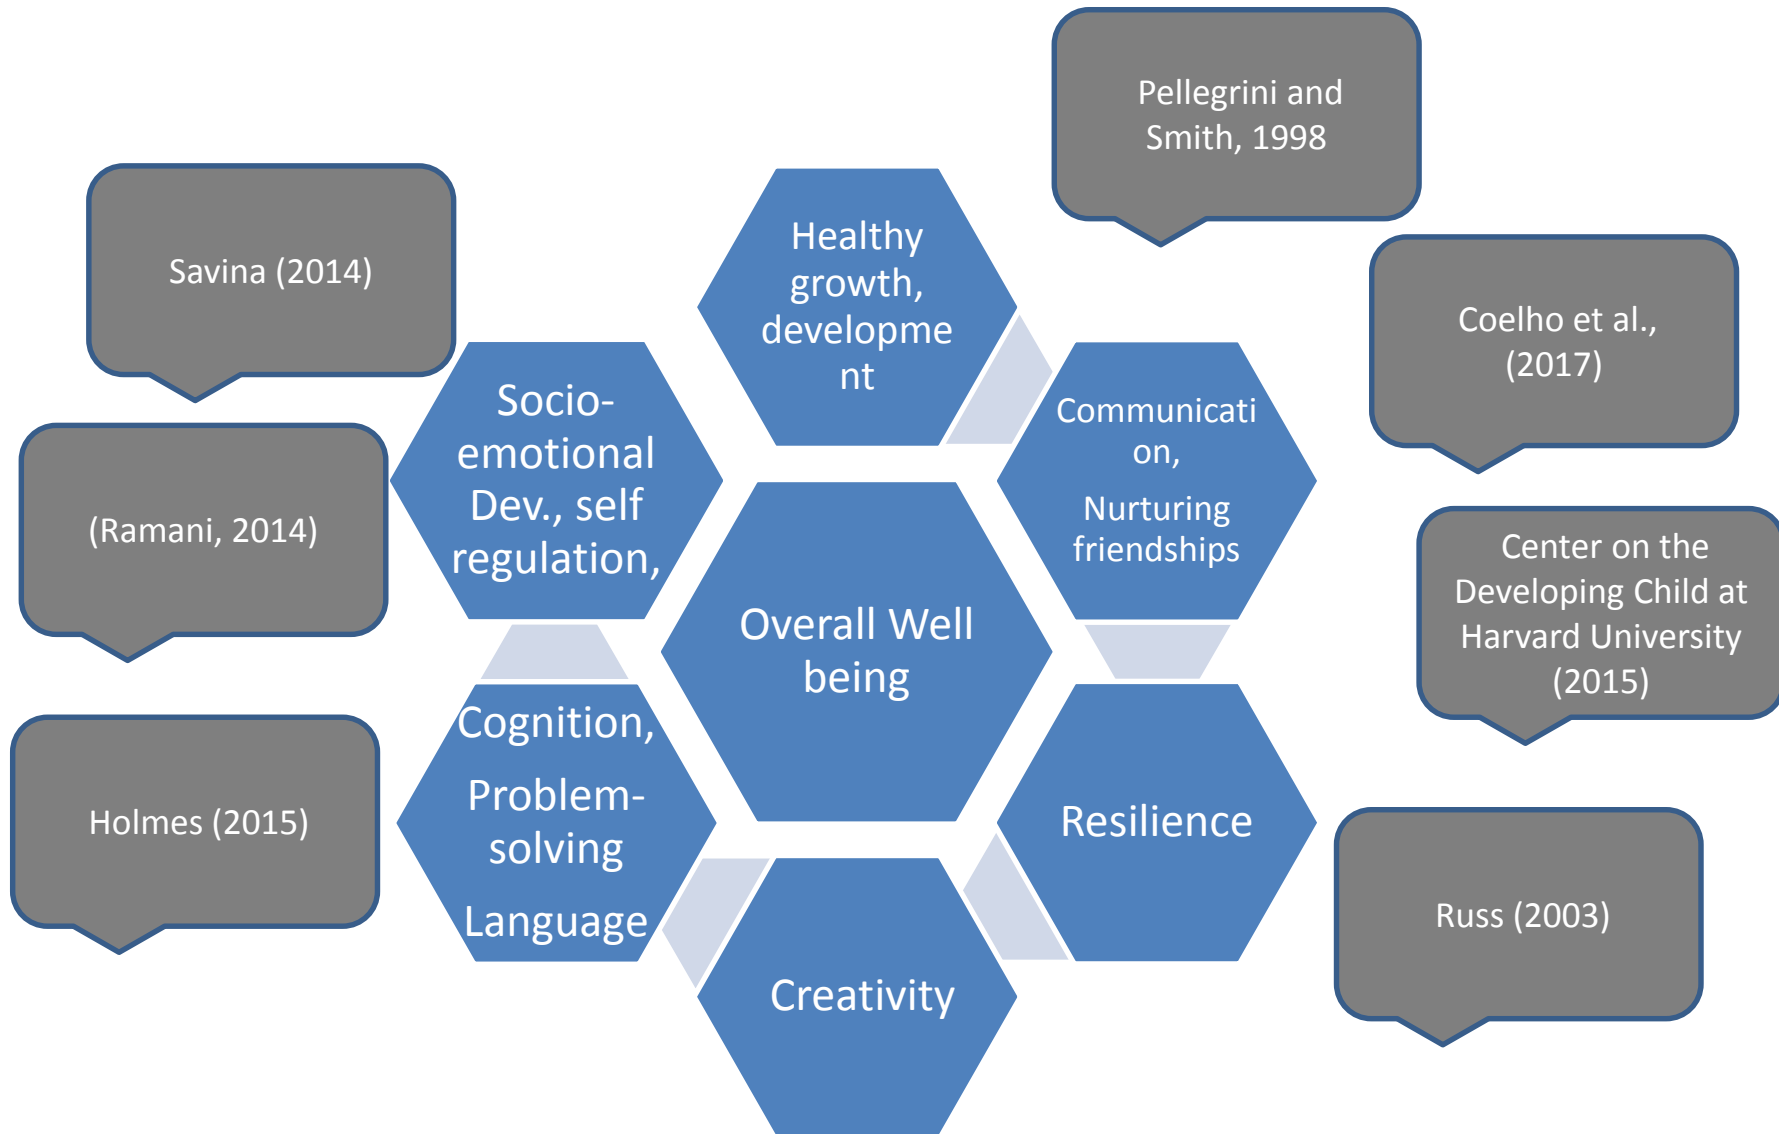 Pellegrini and
Smith, 1998
Savina (2014)
Healthy
growth,
developme
nt
Coelho et al.,
(2017)
Socio-
emotional
Dev., self
regulation,
Communicati
on,
Nurturing
friendships
(Ramani, 2014)
Center on the
Developing Child at
Harvard University
(2015)
Overall Well
being
Cognition,
Problem-
solving
Language
Resilience
Holmes (2015)
Russ (2003)
Creativity